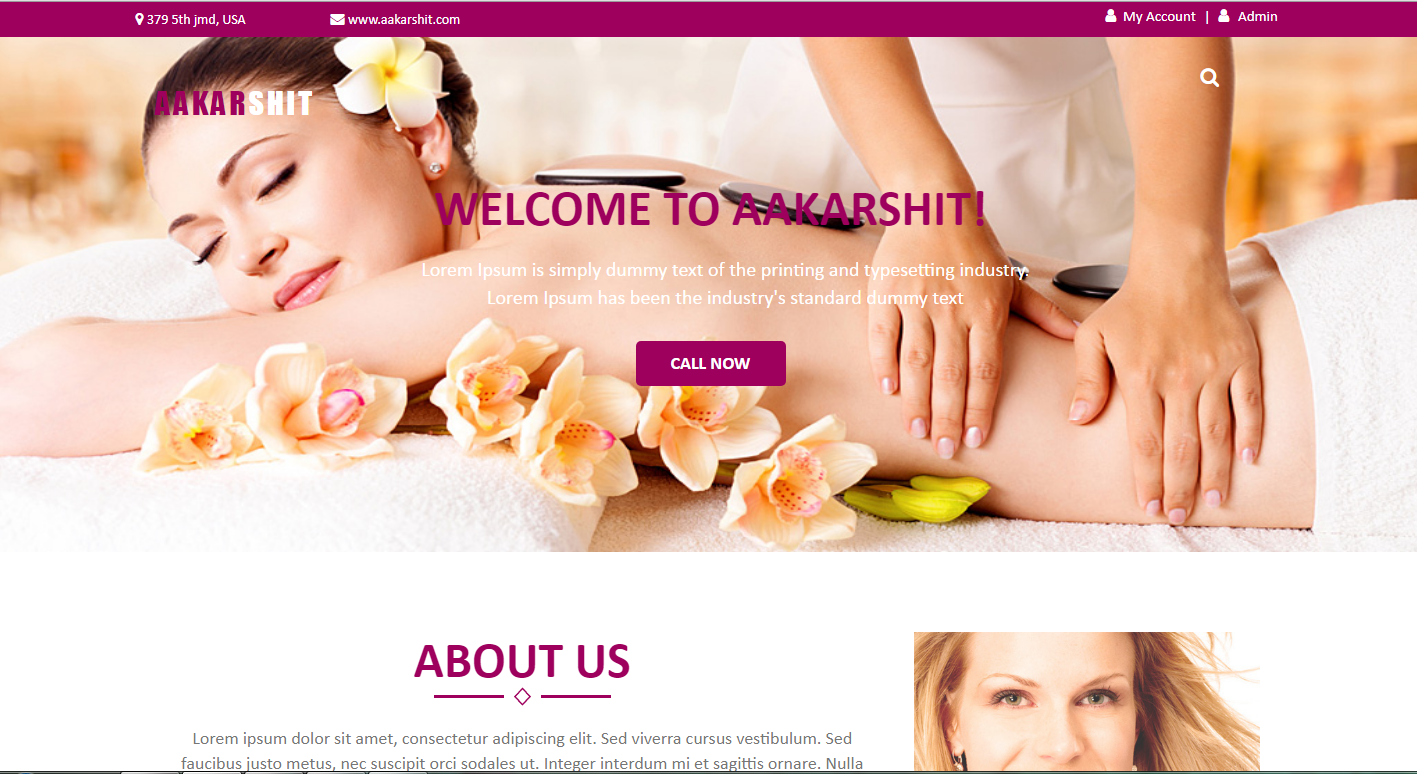 379 5th jmd, USA
www.aakarshit.com
My Account | Admin
AAKARSHIT
WELCOME TO AAKARSHIT!
Lorem Ipsum is simply dummy text of the printing and typesetting industry.
Lorem Ipsum has been the industry's standard dummy text
CALL NOW
ABOUT US
Lorem ipsum dolor sit amet, consectetur adipiscing elit. Sed viverra cursus vestibulum. Sed
faucibus justo metus, nec suscipit orci sodales ut. Integer interdum mi et sagittis ornare. Nulla